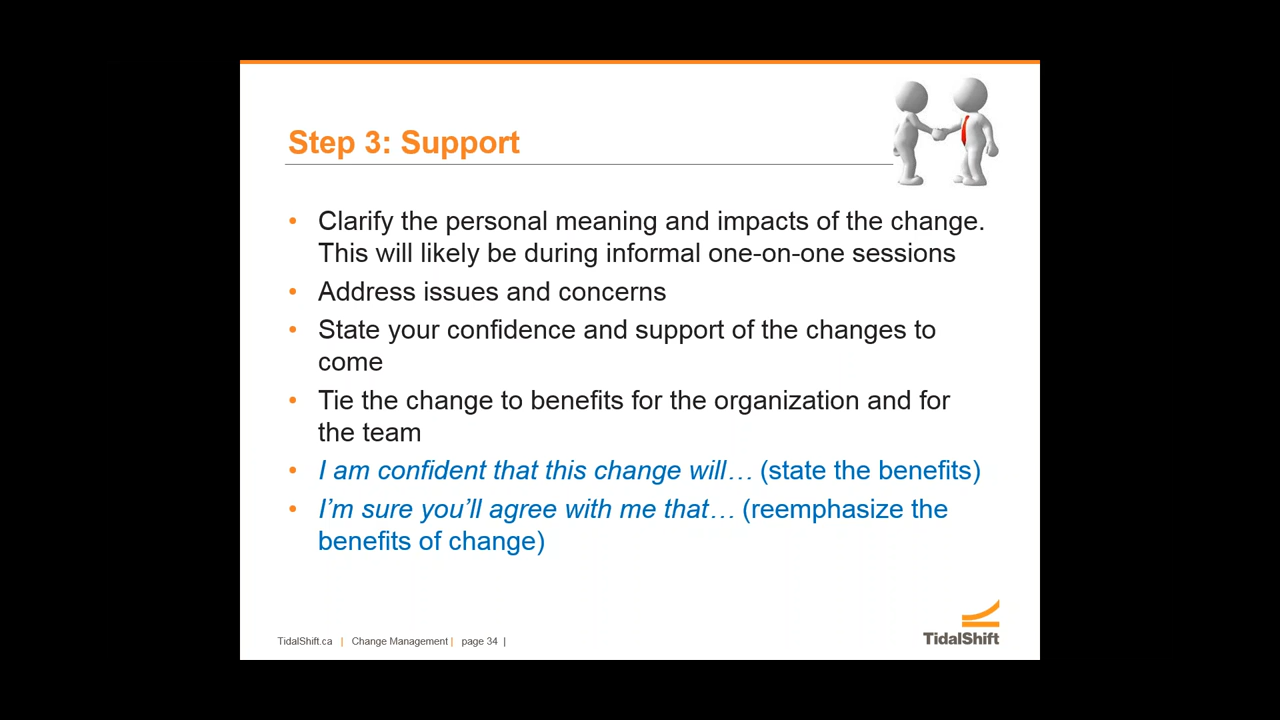 Step 3: Support
• Clarify the personal meaning and impacts of the change.
This will likely be during informal one-on-one sessions
• Address issues and concerns
• State your confidence and support of the changes to
come
• Tie the change to benefits for the organization and for
the team
• I am confident that this change will… (state the benefits)
• I’m sure you’ll agree with me that… (reemphasize the
benefits of change)
TidalShift.ca | Change Management | page 34 |
TidalShift